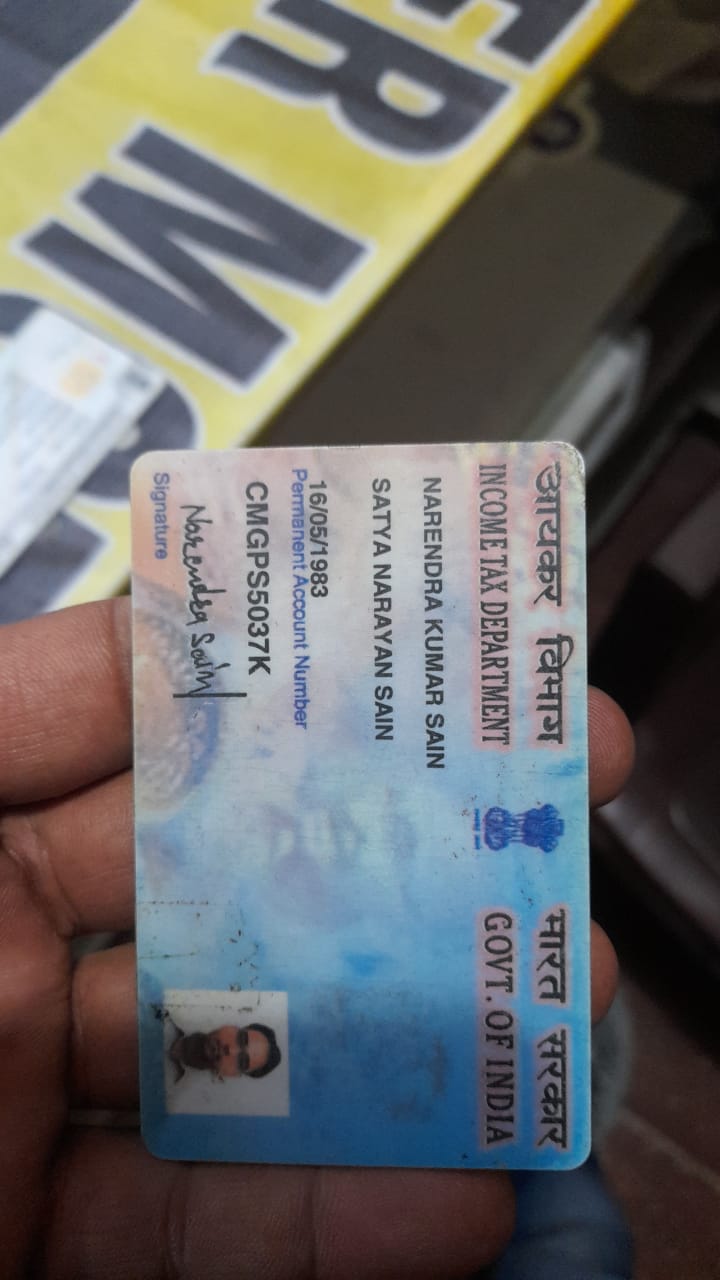 आयकर विभाग
INCOME TAX DEPARTMENT
भारत सरकार
GOVT. OF INDIA
NARENDRA KUMAR SAIN
SATYA NARAYAN SAIN
16/05/1983
Permanent Account Number
CMGPS5037K
Narendra Sain
Signature
ER M